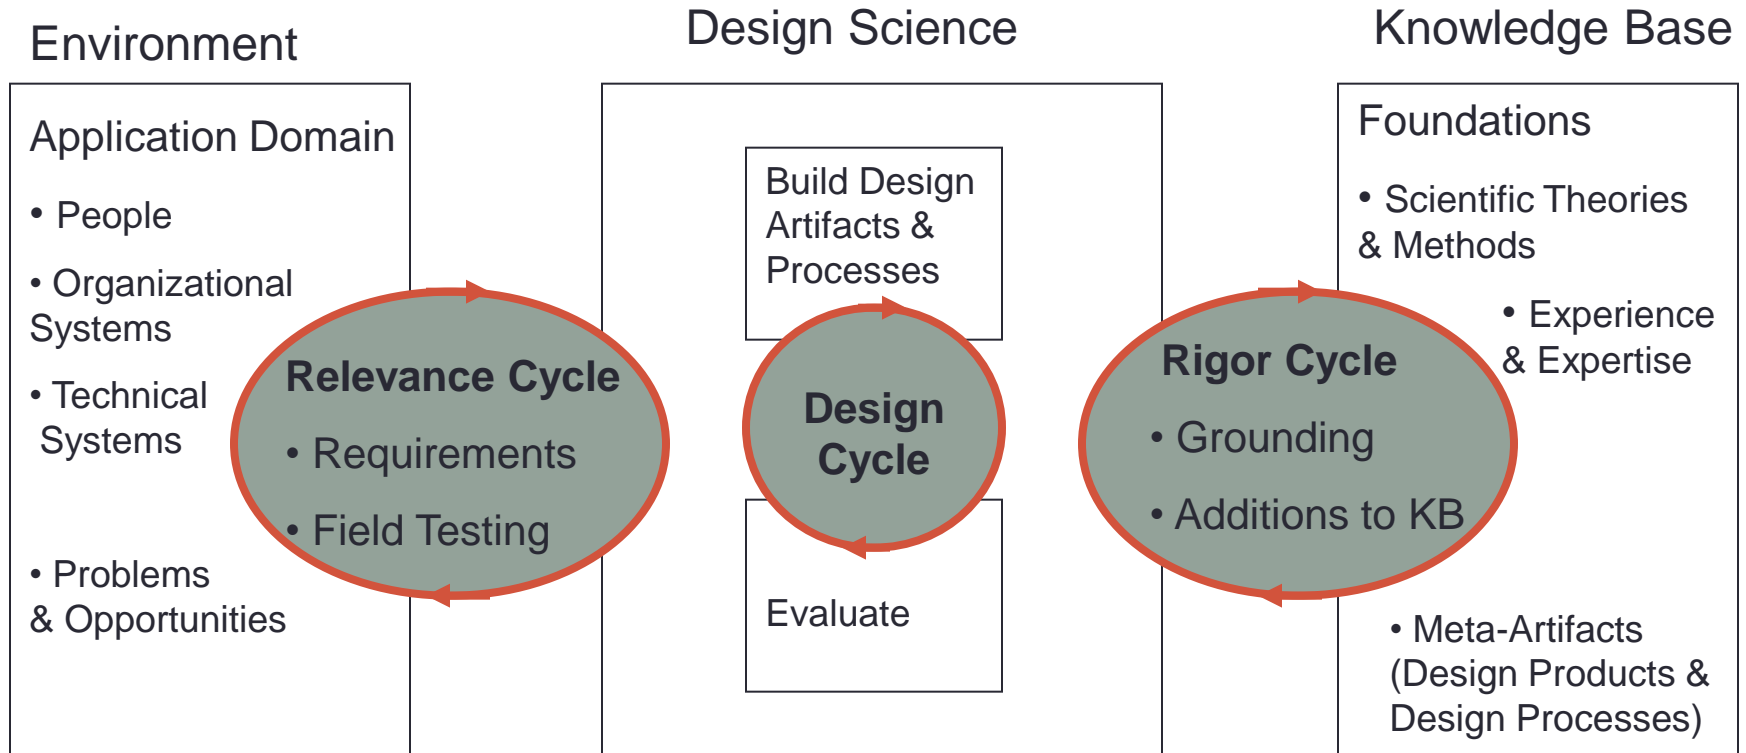 Environment
Application Domain
• People
• Organizational
Systems
• Technical
Systems
• Problems
& Opportunities
Relevance Cycle
• Requirements
• Field Testing
Design Science
Build Design
Artifacts &
Processes
Design
Cycle
Evaluate
Rigor Cycle
• Grounding
• Additions to KB
Knowledge Base
Foundations
• Scientific Theories
& Methods
• Experience
& Expertise
• Meta-Artifacts
(Design Products &
Design Processes)